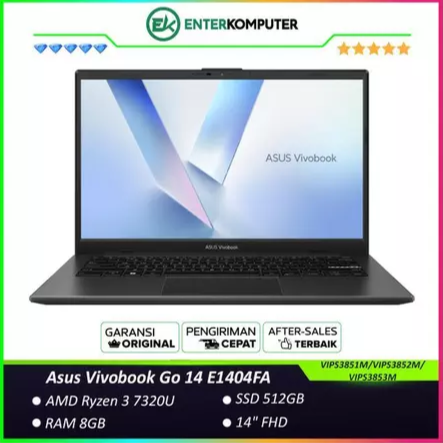 EK ENTERKOMPUTER
ASUS Vivobook
ASUS Vivobook
GARANSI
ORIGINAL
PENGIRIMAN
CEPAT
AFTER-SALES
TERBAIK
VIPS3851M/VIPS3852M/
VIPS3853M
Asus Vivobook Go 14 E1404FA
AMD Ryzen 3 7320U
SSD 512GB
RAM 8GB
14" FHD